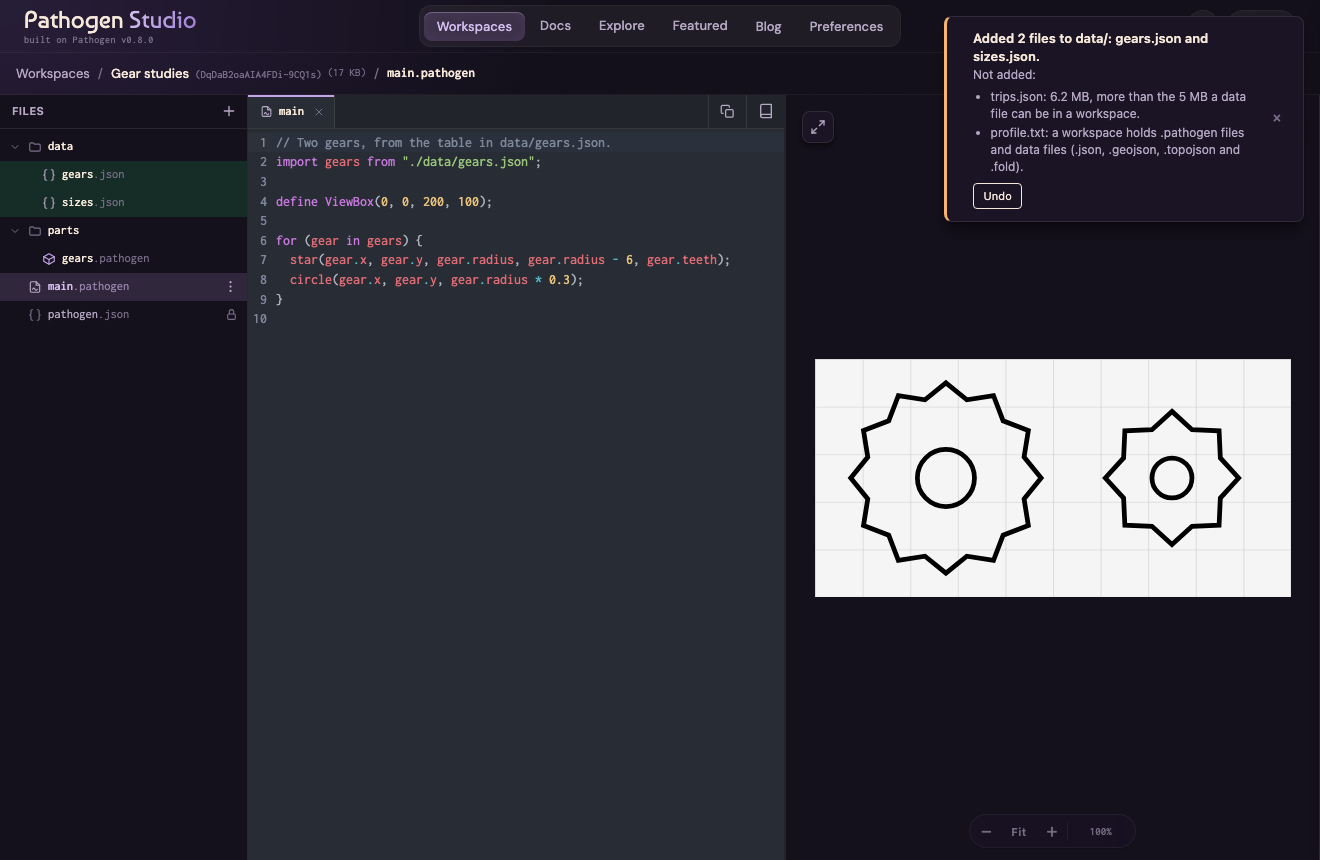 Pathogen Studio
built on Pathogen v0.8.0
Workspaces
Docs
Explore
Featured
Blog
Preferences
Workspaces / Gear studies (DqDaB2oaAIA4FDi~9CQ1s) (17 KB) / main.pathogen
Added 2 files to data/: gears.json and
sizes.json.
Not added:
• trips.json: 6.2 MB, more than the 5 MB a data
file can be in a workspace.
• profile.txt: a workspace holds .pathogen files
and data files (.json, .geojson, .topojson and
.fold).
Undo
FILES
data
{ } gears.json
{ } sizes.json
parts
gears.pathogen
main.pathogen
{ } pathogen.json
main
1 // Two gears, from the table in data/gears.json.
2 import gears from "./data/gears.json";
3
4 define ViewBox(0, 0, 200, 100);
5
6 for (gear in gears) {
7 star(gear.x, gear.y, gear.radius, gear.radius - 6, gear.teeth);
8 circle(gear.x, gear.y, gear.radius * 0.3);
9 }
10
Fit
100%